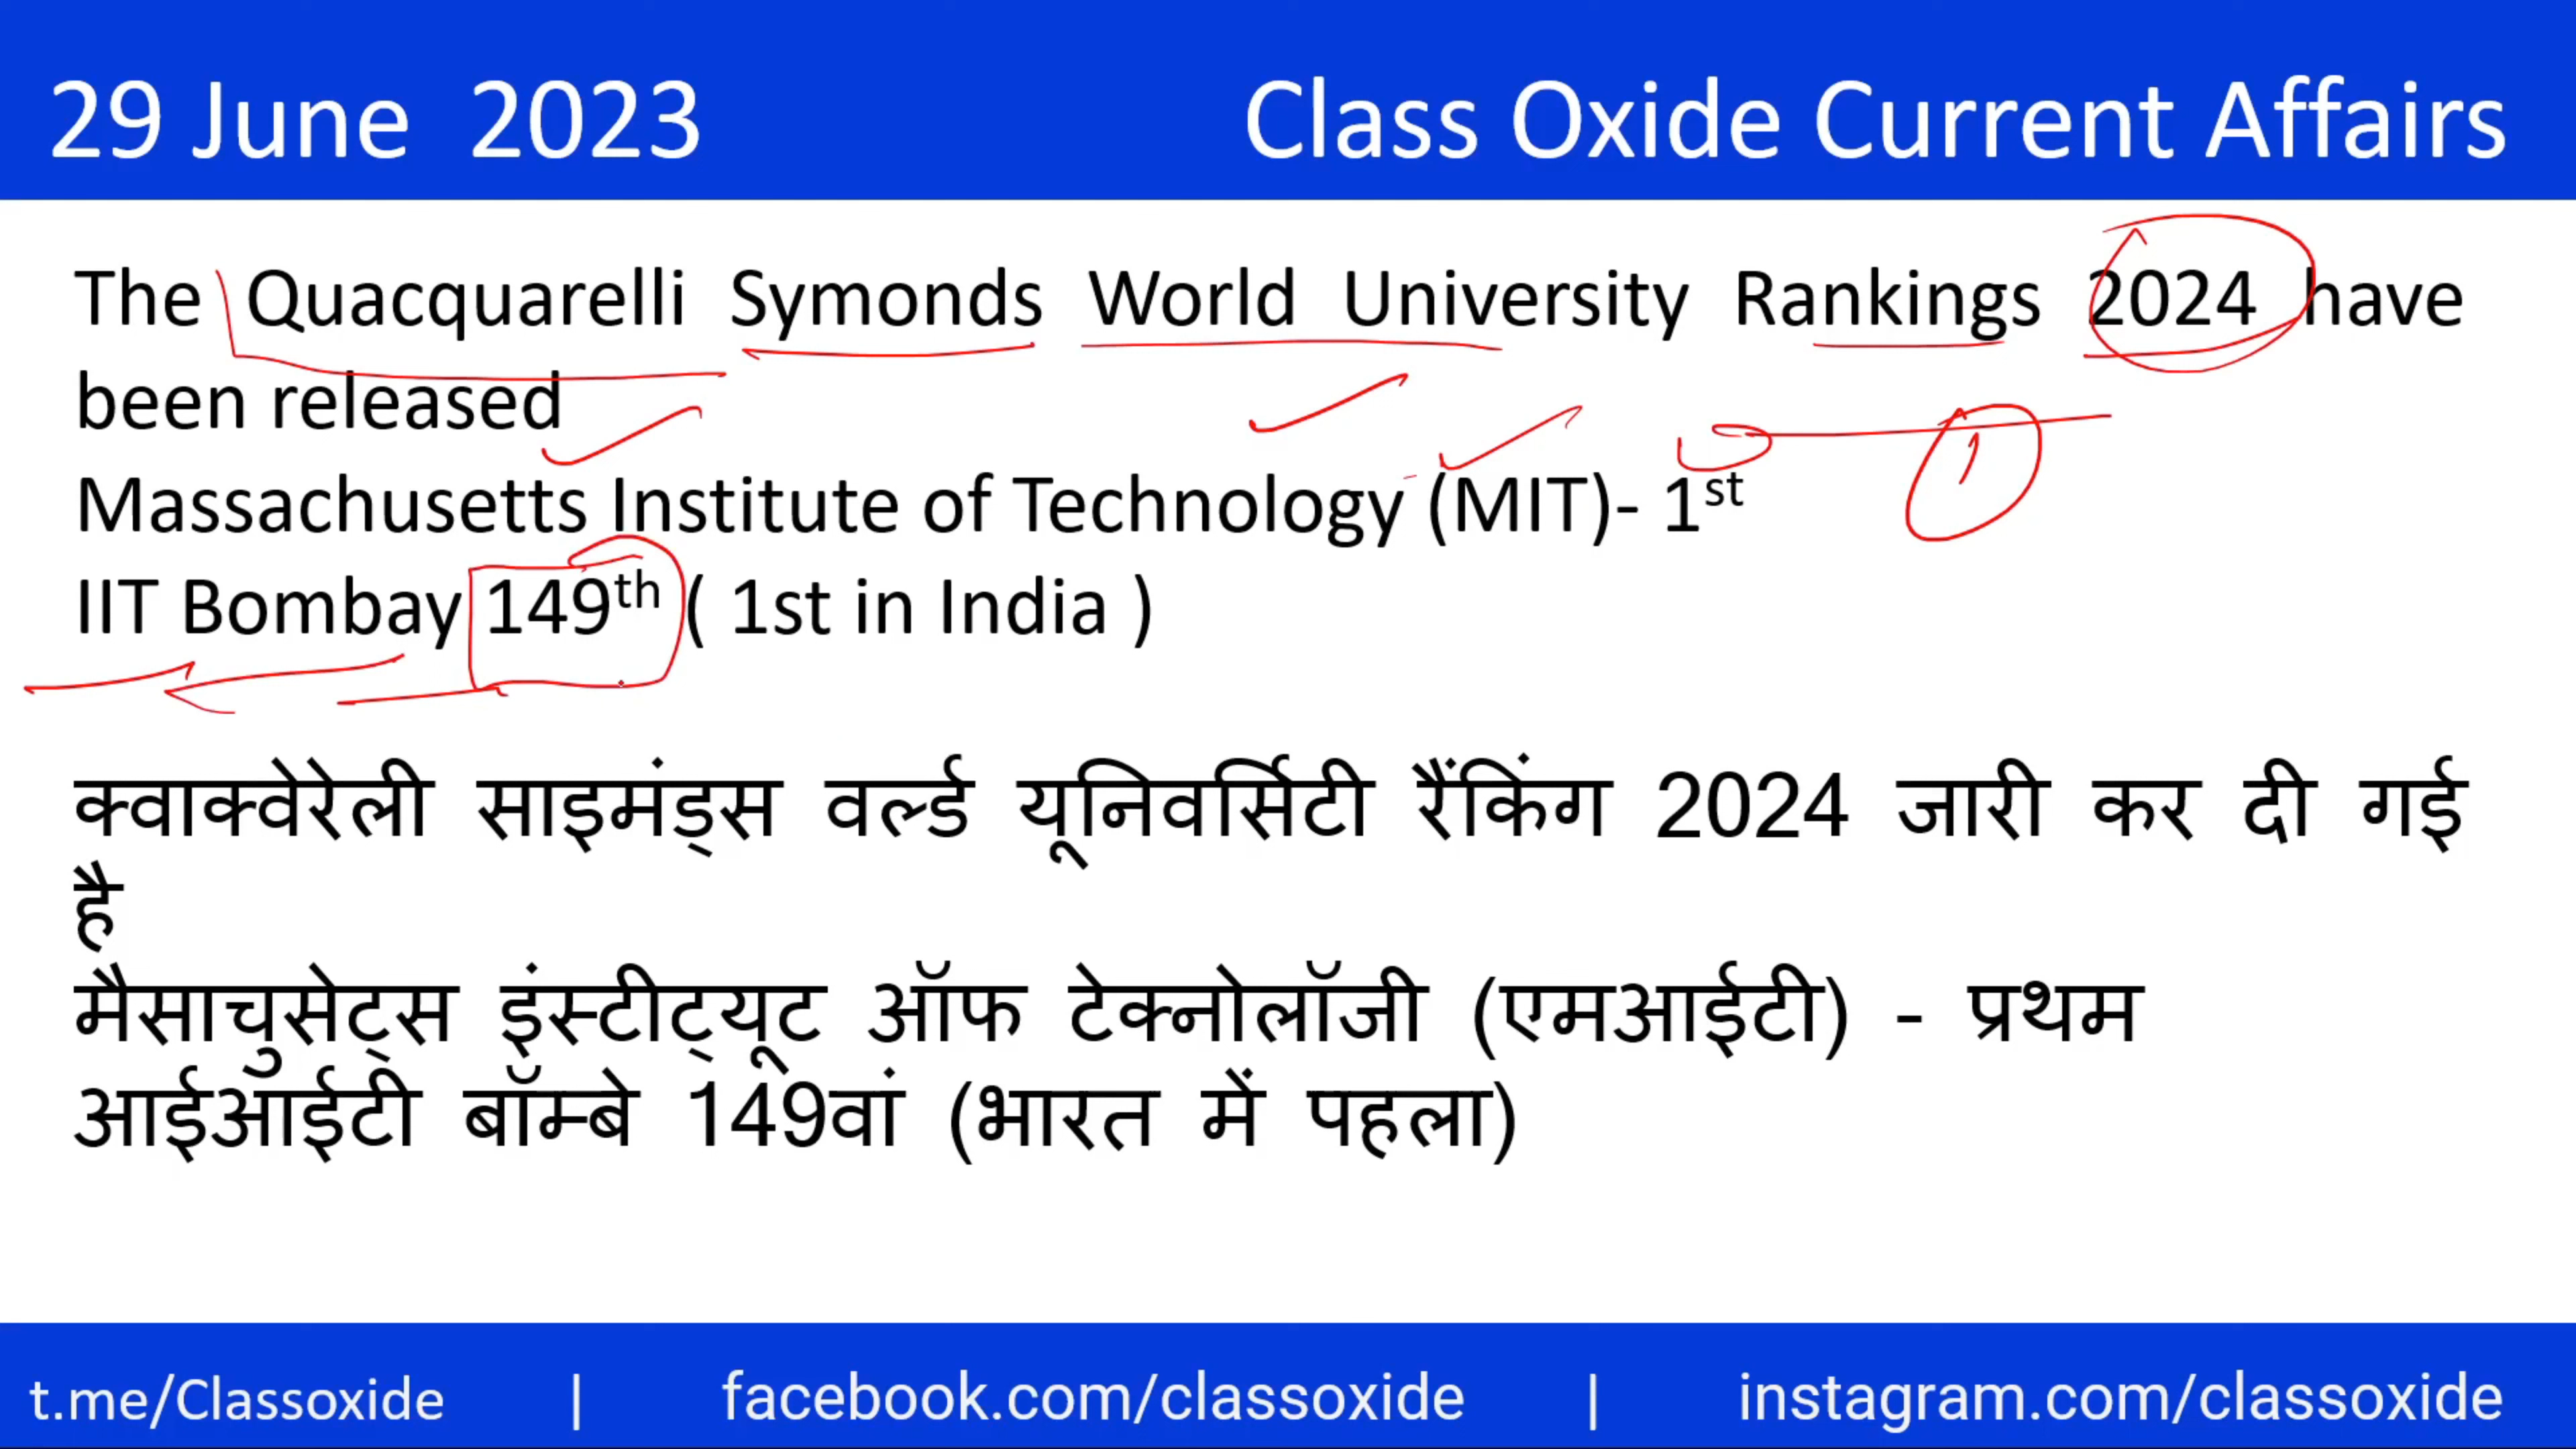 29 June 2023
Class Oxide Current Affairs
The Quacquarelli Symonds World University Rankings 2024 have
been released
1
Massachusetts Institute of Technology (MIT)- 1st
IIT Bombay 149th ( 1st in India )
क्वाक्वेरेली साइमंड्स वर्ल्ड यूनिवर्सिटी रैंकिंग 2024 जारी कर दी गई
है
मैसाचुसेट्स इंस्टीट्यूट ऑफ टेक्नोलॉजी (एमआईटी) - प्रथम
आईआईटी बॉम्बे 149वां (भारत में पहला)
t.me/Classoxide | facebook.com/classoxide | instagram.com/classoxide